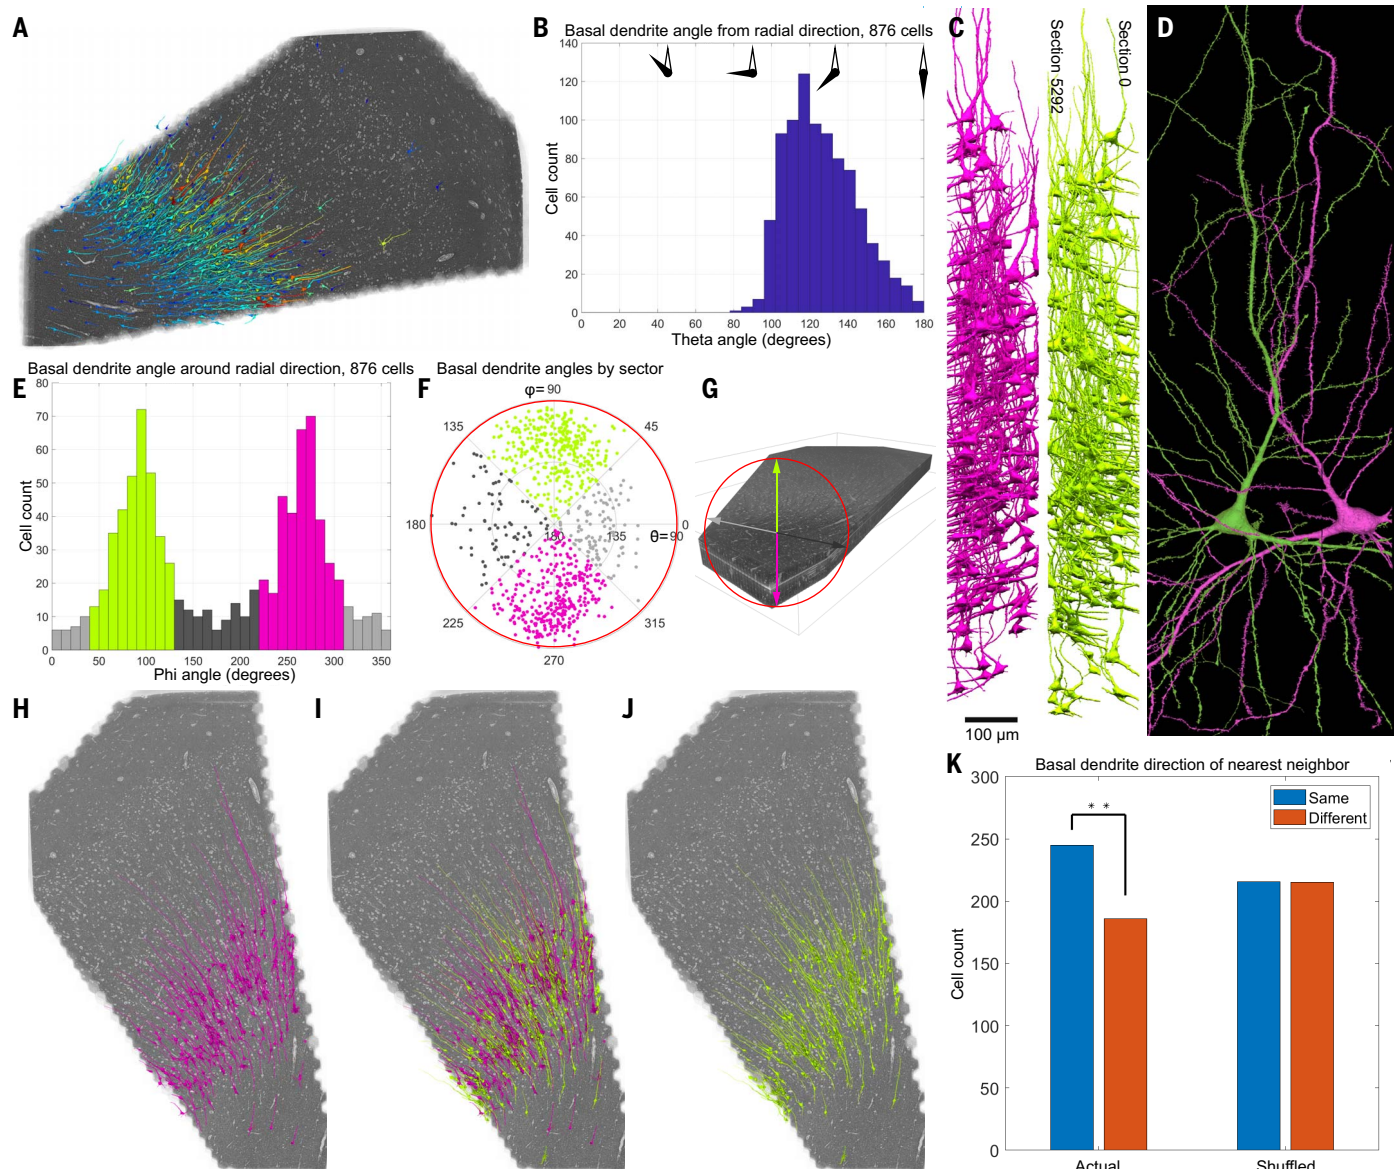 A
B
Basal dendrite angle from radial direction, 876 cells
Cell count
140
120
100
80
60
40
20
0
0 20 40 60 80 100 120 140 160 180
Theta angle (degrees)
C
Section 5292
Section 0
100 µm
D
E
Basal dendrite angle around radial direction, 876 cells
Cell count
80
70
60
50
40
30
20
10
0
0 50 100 150 200 250 300 350
Phi angle (degrees)
F
Basal dendrite angles by sector
φ= 90
135 45
180 180 135 θ= 90 0
225 315
270
G
H
I
J
K
Basal dendrite direction of nearest neighbor
Same
Different
* *
Cell count
300
250
200
150
100
50
0
Actual Shuffled